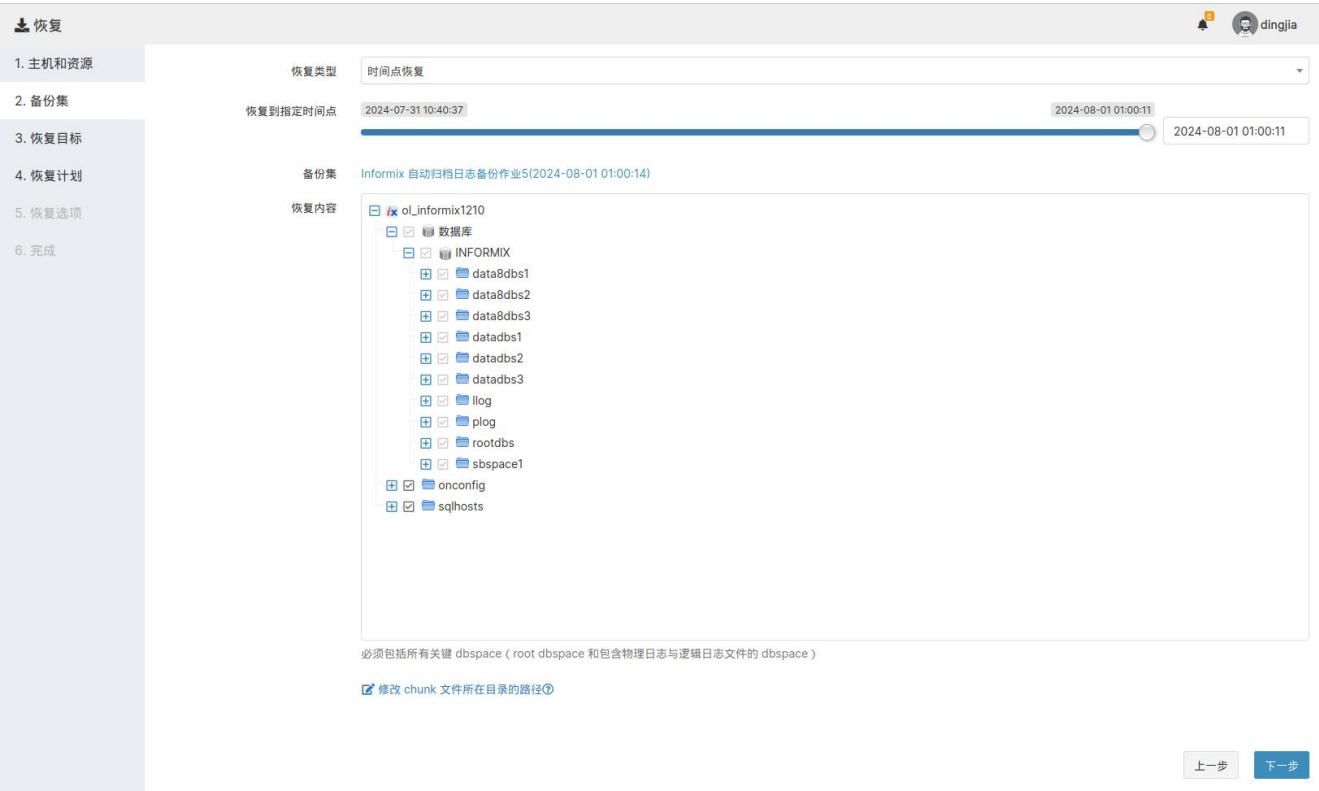 恢复
6
dingjia
1. 主机和资源
2. 备份集
3. 恢复目标
4. 恢复计划
5. 恢复选项
6. 完成
恢复类型
时间点恢复
恢复到指定时间点
2024-07-31 10:40:37
2024-08-01 01:00:11
2024-08-01 01:00:11
备份集
Informix 自动归档日志备份作业5(2024-08-01 01:00:14)
恢复内容
ol_informix1210
数据库
INFORMIX
data8dbs1
data8dbs2
data8dbs3
datadbs1
datadbs2
datadbs3
llog
plog
rootdbs
sbspace1
onconfig
sqlhosts
必须包括所有关键 dbspace ( root dbspace 和包含物理日志与逻辑日志文件的 dbspace )
修改 chunk 文件所在目录的路径
上一步
下一步